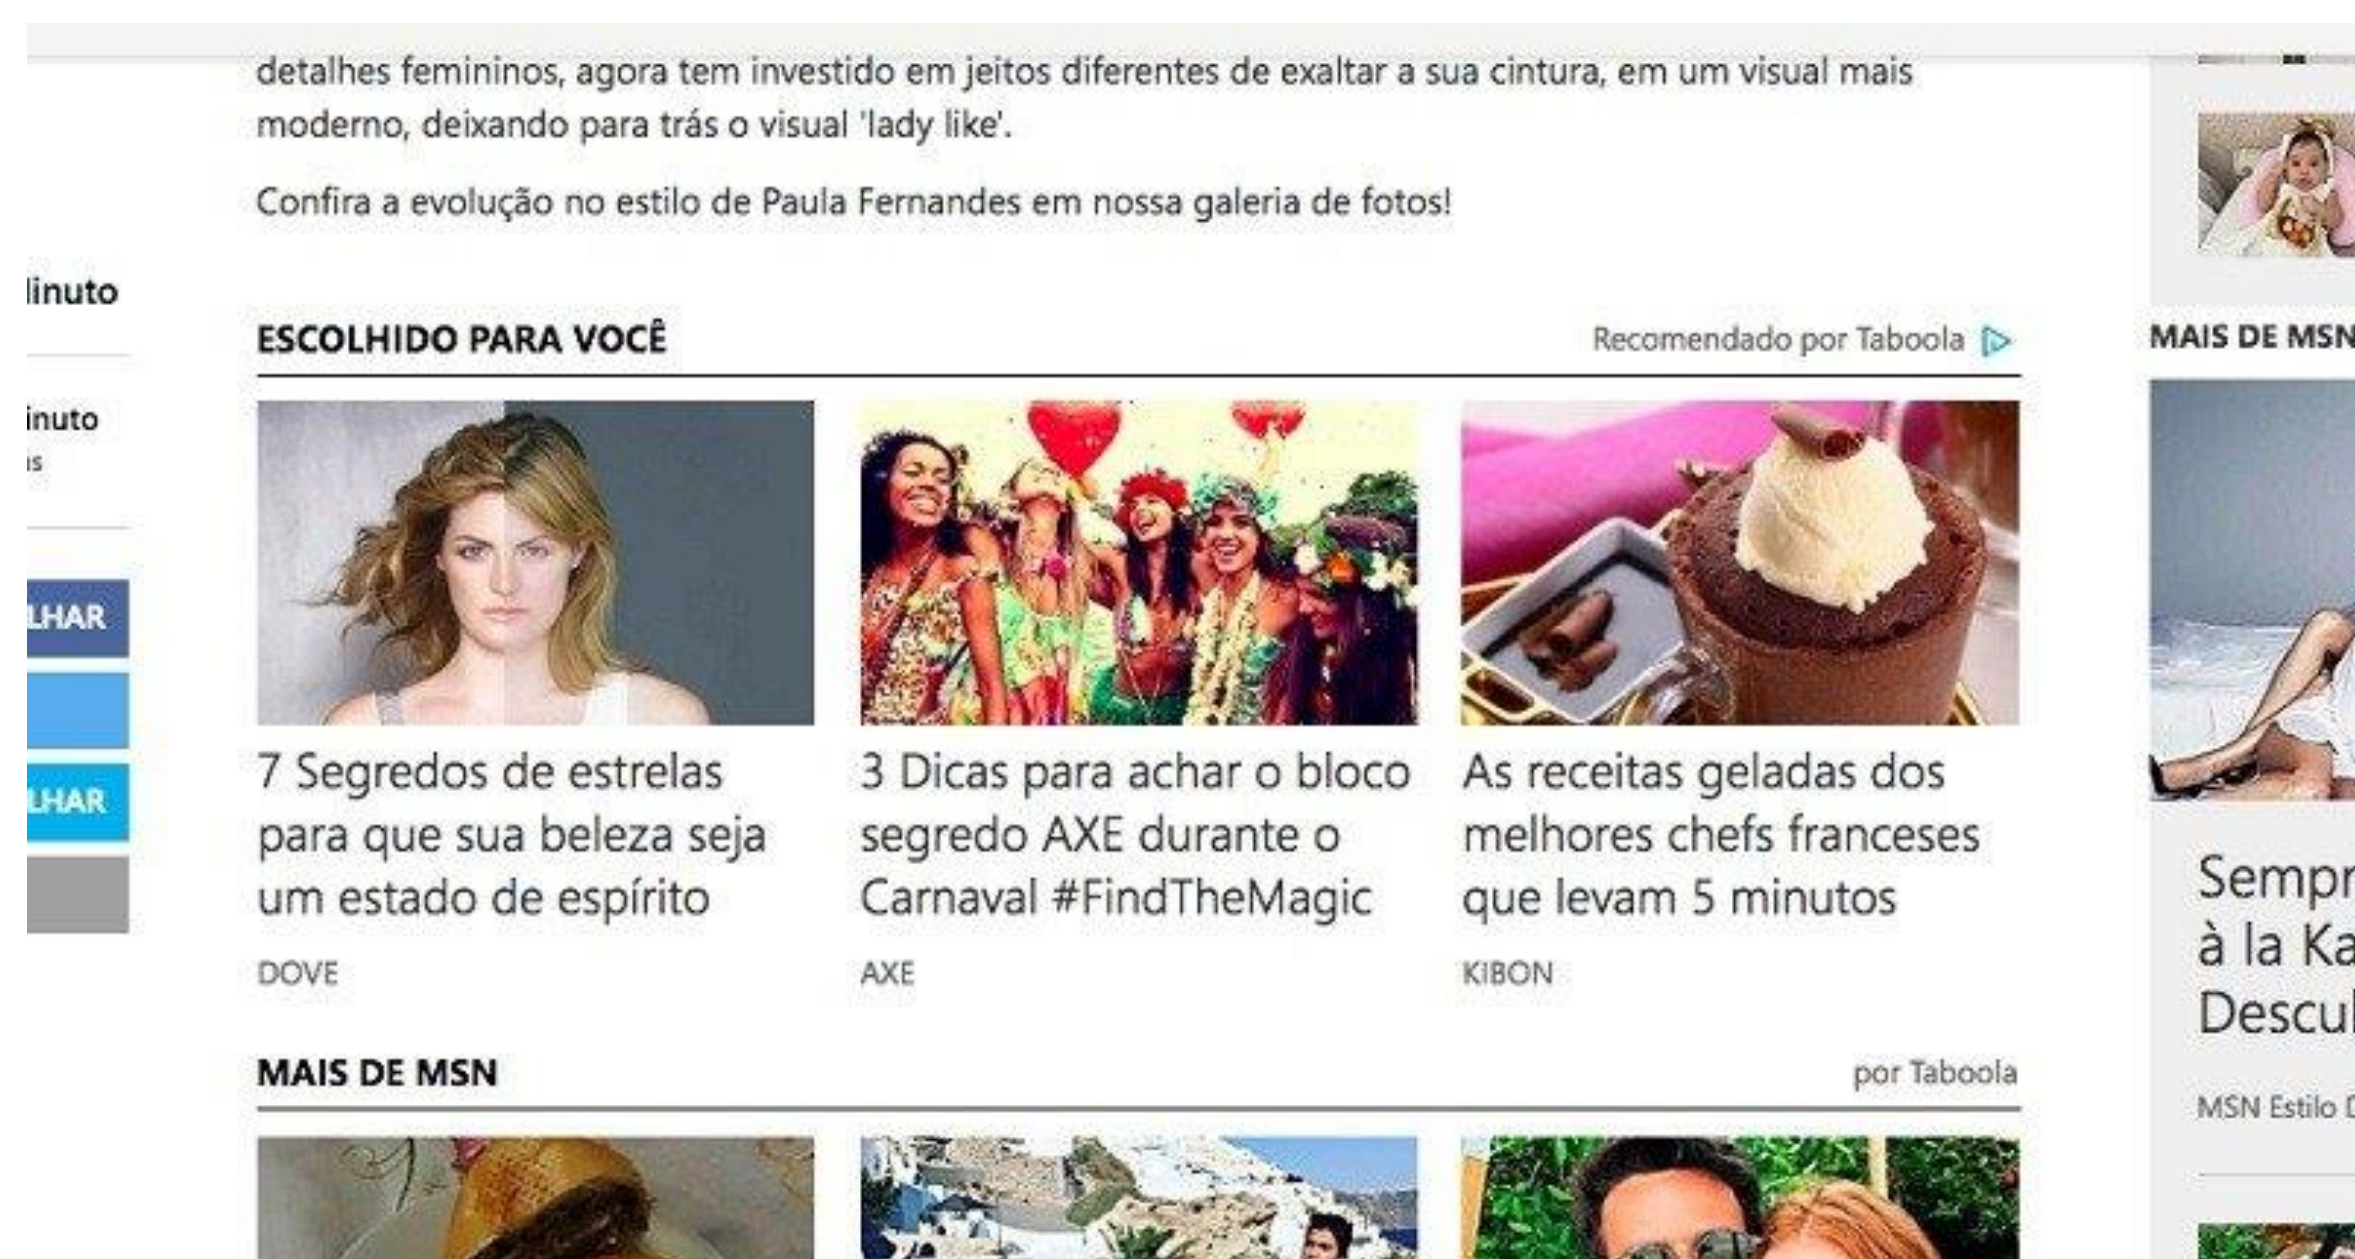 detalhes femininos, agora tem investido em jeitos diferentes de exaltar a sua cintura, em um visual mais
moderno, deixando para trás o visual 'lady like'.
Confira a evolução no estilo de Paula Fernandes em nossa galeria de fotos!
inuto
ESCOLHIDO PARA VOCÊ
Recomendado por Taboola
MAIS DE MSN
inuto
LHAR
LHAR
7 Segredos de estrelas
para que sua beleza seja
um estado de espírito
DOVE
3 Dicas para achar o bloco
segredo AXE durante o
Carnaval #FindTheMagic
AXE
As receitas geladas dos
melhores chefs franceses
que levam 5 minutos
KIBON
Sempr
à la Ka
Descu
MSN Estilo
MAIS DE MSN
por Taboola